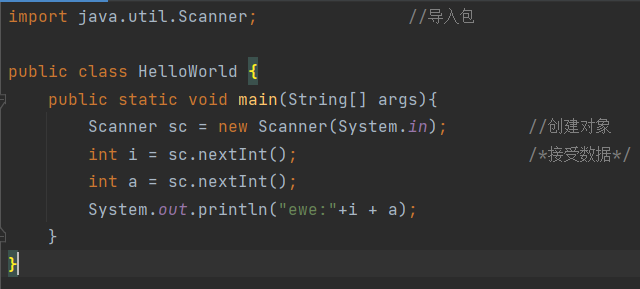 import java.util.Scanner; //导入包
public class HelloWorld {
public static void main(String[] args){
Scanner sc = new Scanner(System.in); //创建对象
int i = sc.nextInt(); /*接受数据*/
int a = sc.nextInt();
System.out.println("ewe:"+i + a);
}
}